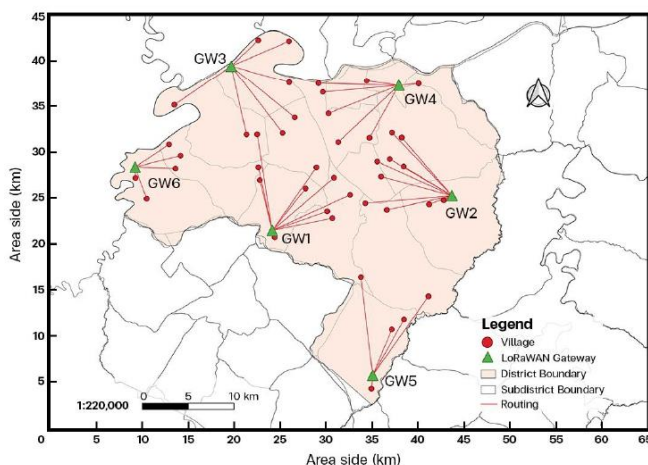 45
40
35
30
25
20
15
10
5
0
Area side (km)
GW3
GW4
GW6
GW2
GW1
GW5
Legend
Village
LoRaWAN Gateway
District Boundary
Subdistrict Boundary
Routing
1:220,000
0 5 10 km
0 5 10 15 20 25 30 35 40 45 50 55 60 65
Area side (km)